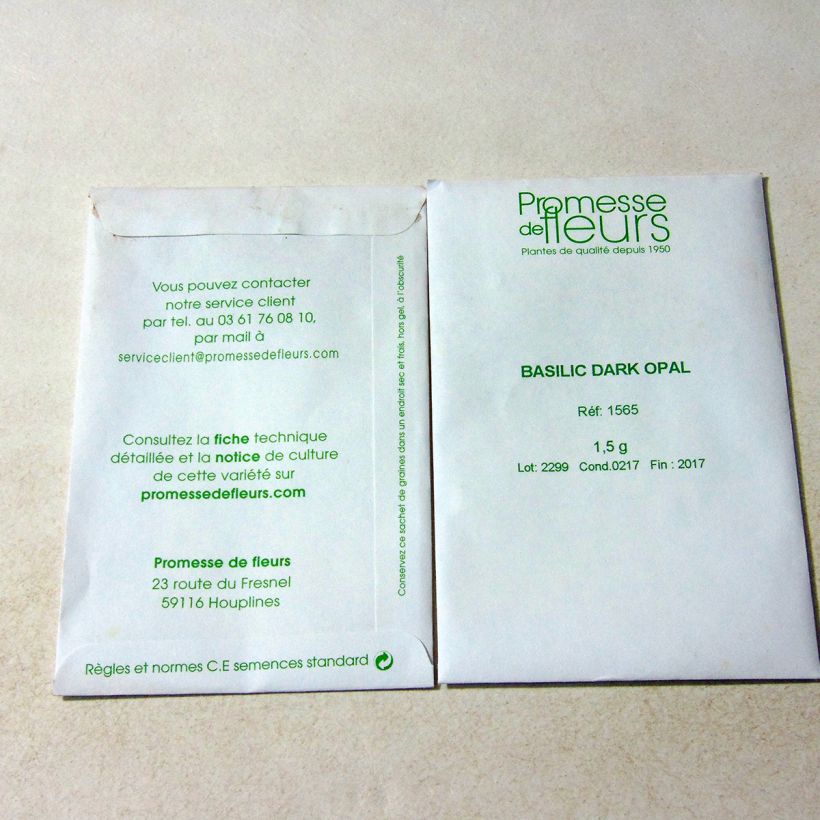 Vous pouvez contacter
notre service client
par tel. au 03 61 76 08 10,
par mail à
serviceclient@promessedefleurs.com
Consultez la fiche technique
détaillée et la notice de culture
de cette variété sur
promessedefleurs.com
Promesse de fleurs
23 route du Fresnel
59116 Houplines
Règles et normes C.E semences standard
Conservez ce sachet de graines dans un endroit sec et frais, hors gel, à l'obscurité
Promesse
de fleurs
Plantes de qualité depuis 1950
BASILIC DARK OPAL
Réf: 1565
1,5 g
Lot: 2299 Cond.0217 Fin : 2017